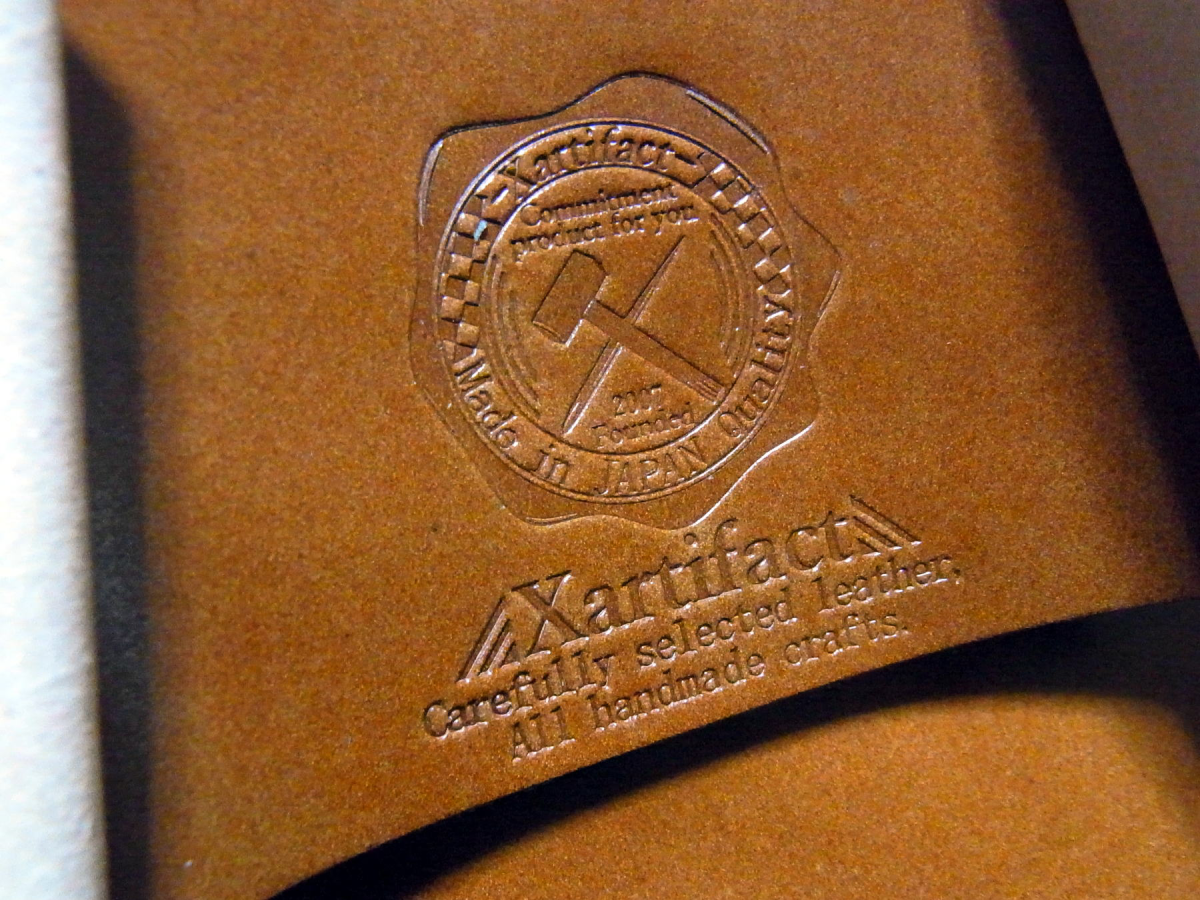 Xartifact
Commitment
product for you
2007
Founded
Made in JAPAN Quality
Xartifact
Carefully selected leather,
All handmade crafts.